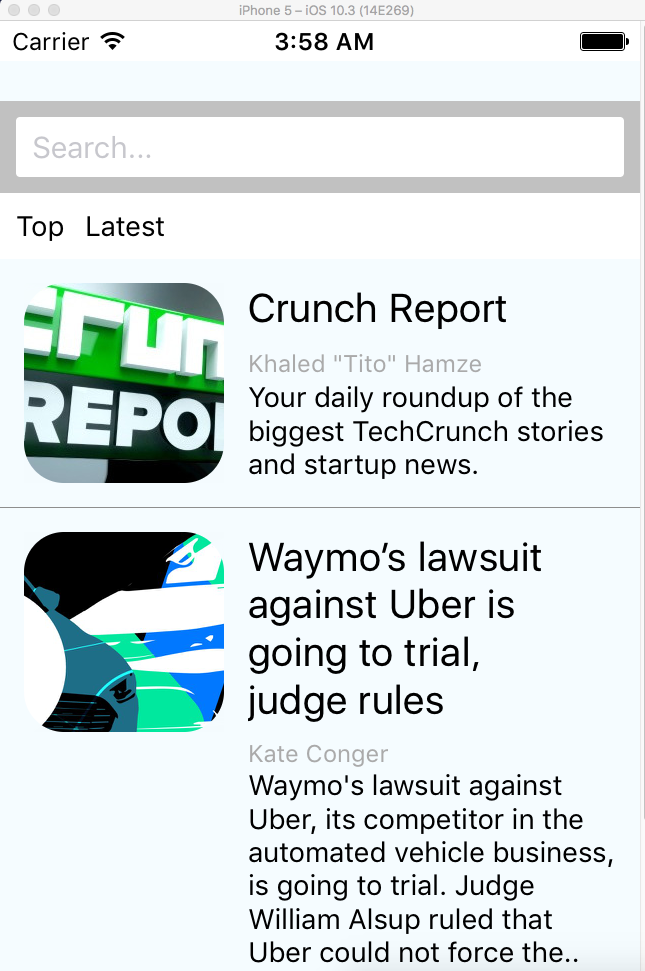 iPhone 5 – iOS 10.3 (14E269)
Carrier 3:58 AM
Search...
Top Latest
CRUNCH
REPO
Crunch Report
Khaled "Tito" Hamze
Your daily roundup of the
biggest TechCrunch stories
and startup news.
Waymo’s lawsuit
against Uber is
going to trial,
judge rules
Kate Conger
Waymo's lawsuit against
Uber, its competitor in the
automated vehicle business,
is going to trial. Judge
William Alsup ruled that
Uber could not force the..